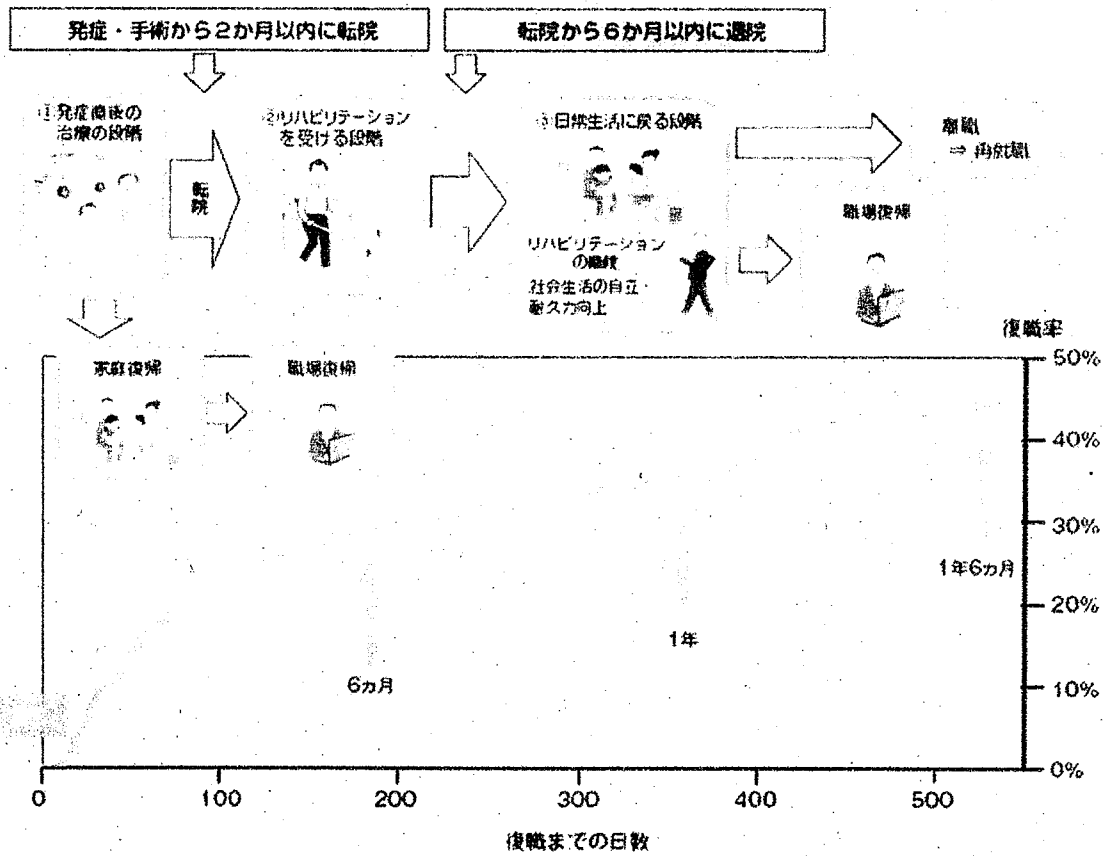 発症・手術から2か月以内に転院
転院から6か月以内に退院
①発症直後の
治療の段階
転院
②リハビリテーション
を受ける段階
③日常生活に戻る段階
リハビリテーション
の継続
社会生活の自立・
耐久力向上
離職
⇒ 再就職
職場復帰
家庭復帰
職場復帰
復職率
50%
40%
30%
20%
10%
0%
6カ月
1年
1年6カ月
0
100
200
300
400
500
復職までの日数